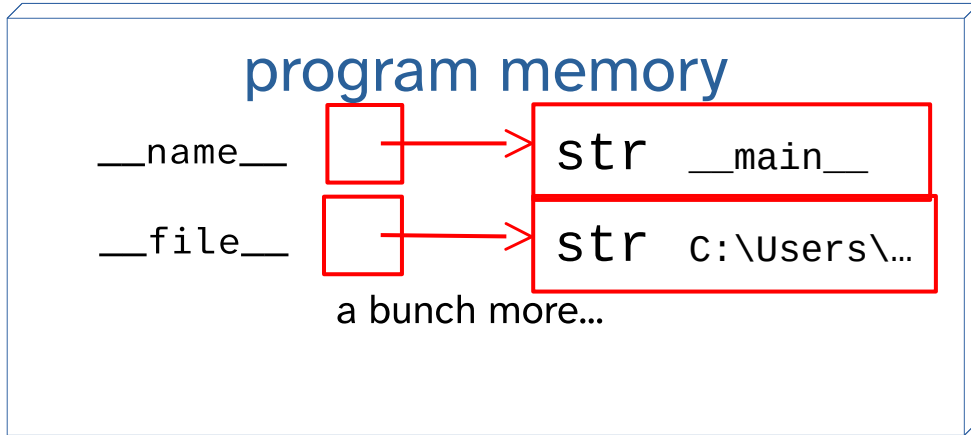 program memory
__name__ str __main__
__file__ str C:\Users\…
a bunch more…